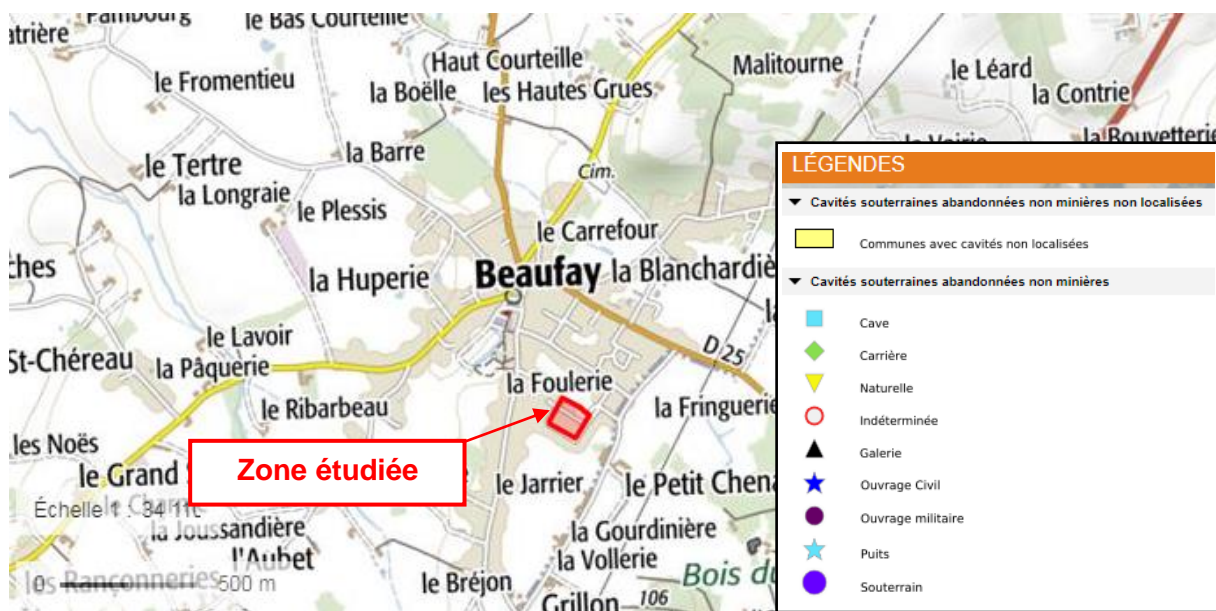 Pambourg
le Bas Courteille
atrière
Haut Courteille
Malitourne
le Léard
le Fromentieu
la Boëlle
les Hautes Grues
la Contrie
la Bouvetterie
la Barre
le Tertre
Cim.
la Longraie
le Plessis
le Carrefour
ches
la Huperie
Beaufay
la Blanchardiè
le Lavoir
D 25
St-Chéreau
la Pâquerie
la Foulerie
le Ribarbeau
la Fringuerie
les Noës
Zone étudiée
le Grand
le Jarrier
le Petit Chen
Échelle 1 :
la Joussandière
la Gourdinière
l'Aubet
la Vollerie
0
500 m
les Rançonneries
le Bréjon
Bois du
Grillon
106
LÉGENDES
Cavités souterraines abandonnées non minières non localisées
Communes avec cavités non localisées
Cavités souterraines abandonnées non minières
Cave
Carrière
Naturelle
Indéterminée
Galerie
Ouvrage Civil
Ouvrage militaire
Puits
Souterrain